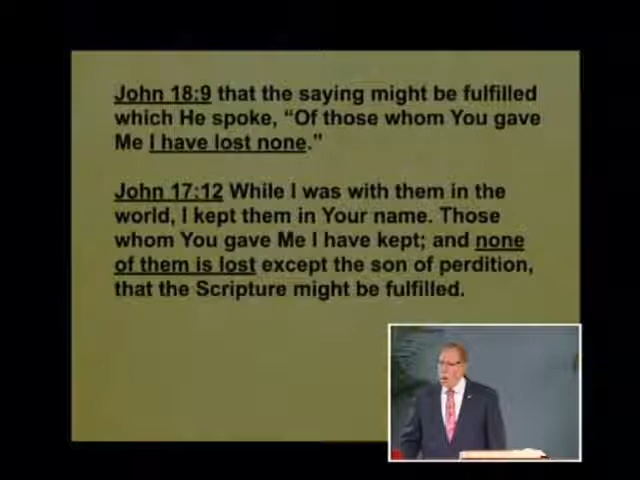 John 18:9 that the saying might be fulfilled
which He spoke, “Of those whom You gave
Me I have lost none.”
John 17:12 While I was with them in the
world, I kept them in Your name. Those
whom You gave Me I have kept; and none
of them is lost except the son of perdition,
that the Scripture might be fulfilled.